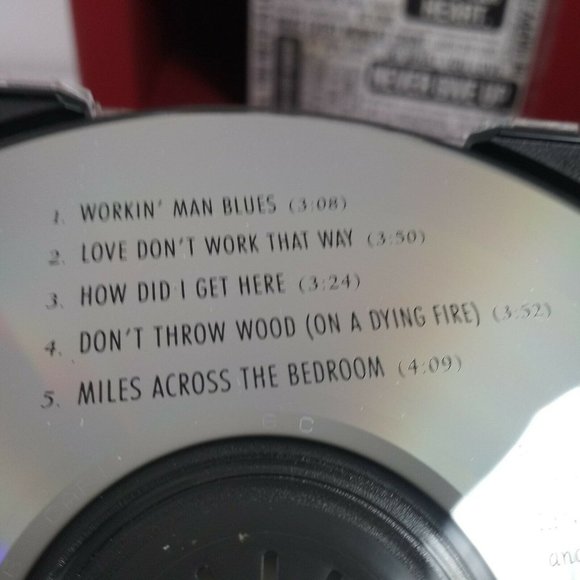 HEART.
NEVER GIVE UP
1. WORKIN' MAN BLUES (3:08)
2. LOVE DON'T WORK THAT WAY (3:50)
3. HOW DID I GET HERE (3:24)
4. DON'T THROW WOOD (ON A DYING FIRE) (3:52)
5. MILES ACROSS THE BEDROOM (4:09)
G C
and